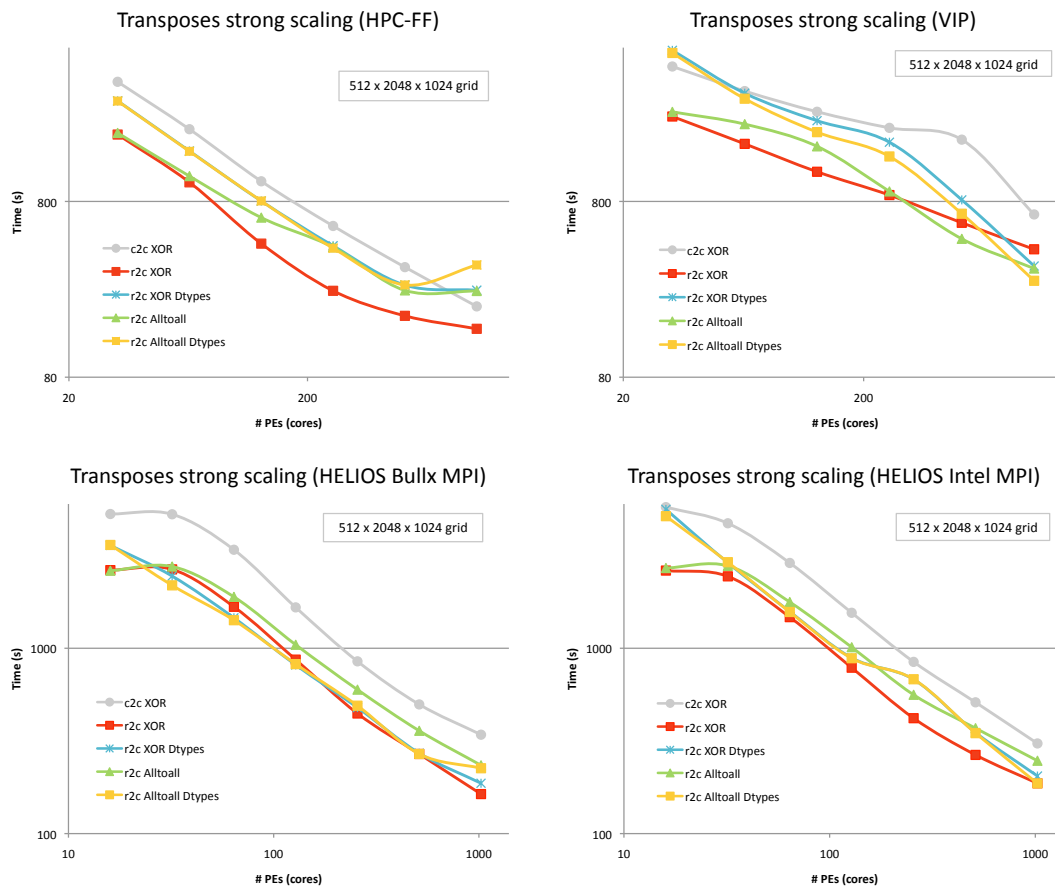 Transposes strong scaling (HPC-FF)
512 x 2048 x 1024 grid
Time (s)
800
80
c2c XOR
r2c XOR
r2c XOR Dtypes
r2c Alltoall
r2c Alltoall Dtypes
20
200
# PEs (cores)
Transposes strong scaling (VIP)
512 x 2048 x 1024 grid
Time (s)
800
80
c2c XOR
r2c XOR
r2c XOR Dtypes
r2c Alltoall
r2c Alltoall Dtypes
20
200
# PEs (cores)
Transposes strong scaling (HELIOS Bullx MPI)
512 x 2048 x 1024 grid
Time (s)
1000
100
c2c XOR
r2c XOR
r2c XOR Dtypes
r2c Alltoall
r2c Alltoall Dtypes
10
100
1000
# PEs (cores)
Transposes strong scaling (HELIOS Intel MPI)
512 x 2048 x 1024 grid
Time (s)
1000
100
c2c XOR
r2c XOR
r2c XOR Dtypes
r2c Alltoall
r2c Alltoall Dtypes
10
100
1000
# PEs (cores)